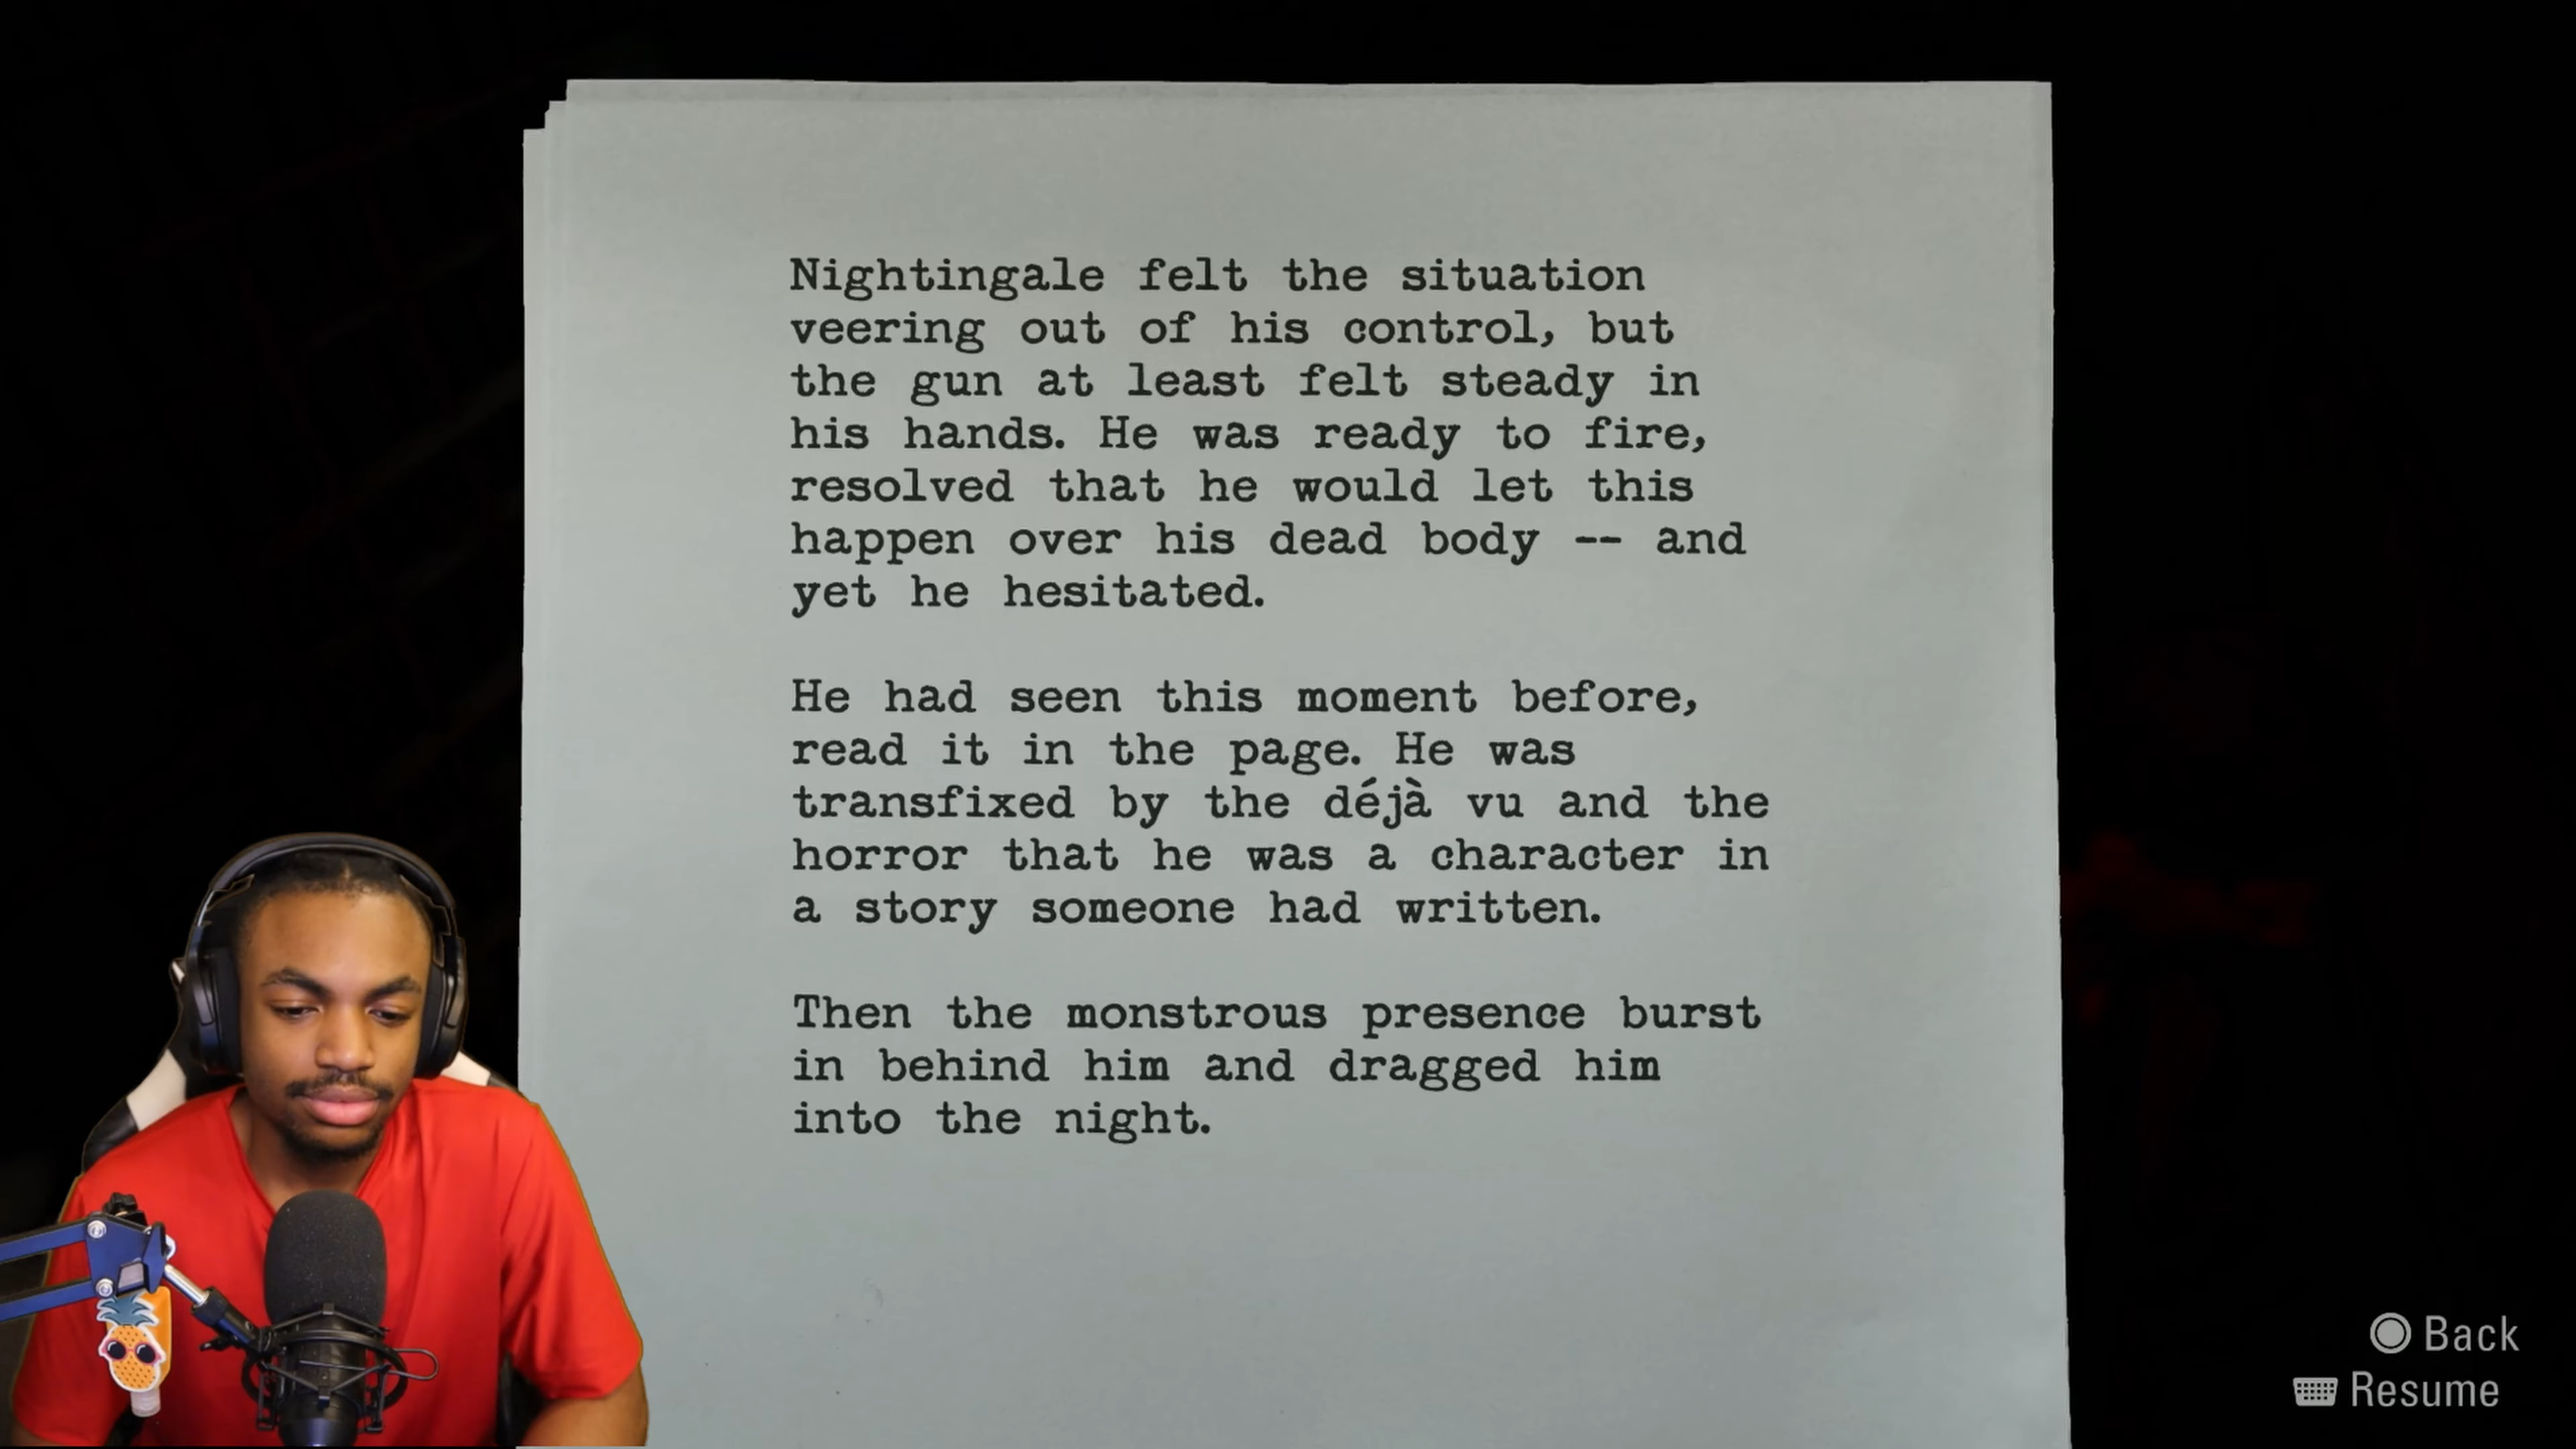 Nightingale felt the situation
veering out of his control, but
the gun at least felt steady in
his hands. He was ready to fire,
resolved that he would let this
happen over his dead body -- and
yet he hesitated.
He had seen this moment before,
read it in the page. He was
transfixed by the déjà vu and the
horror that he was a character in
a story someone had written.
Then the monstrous presence burst
in behind him and dragged him
into the night.
Back
Resume